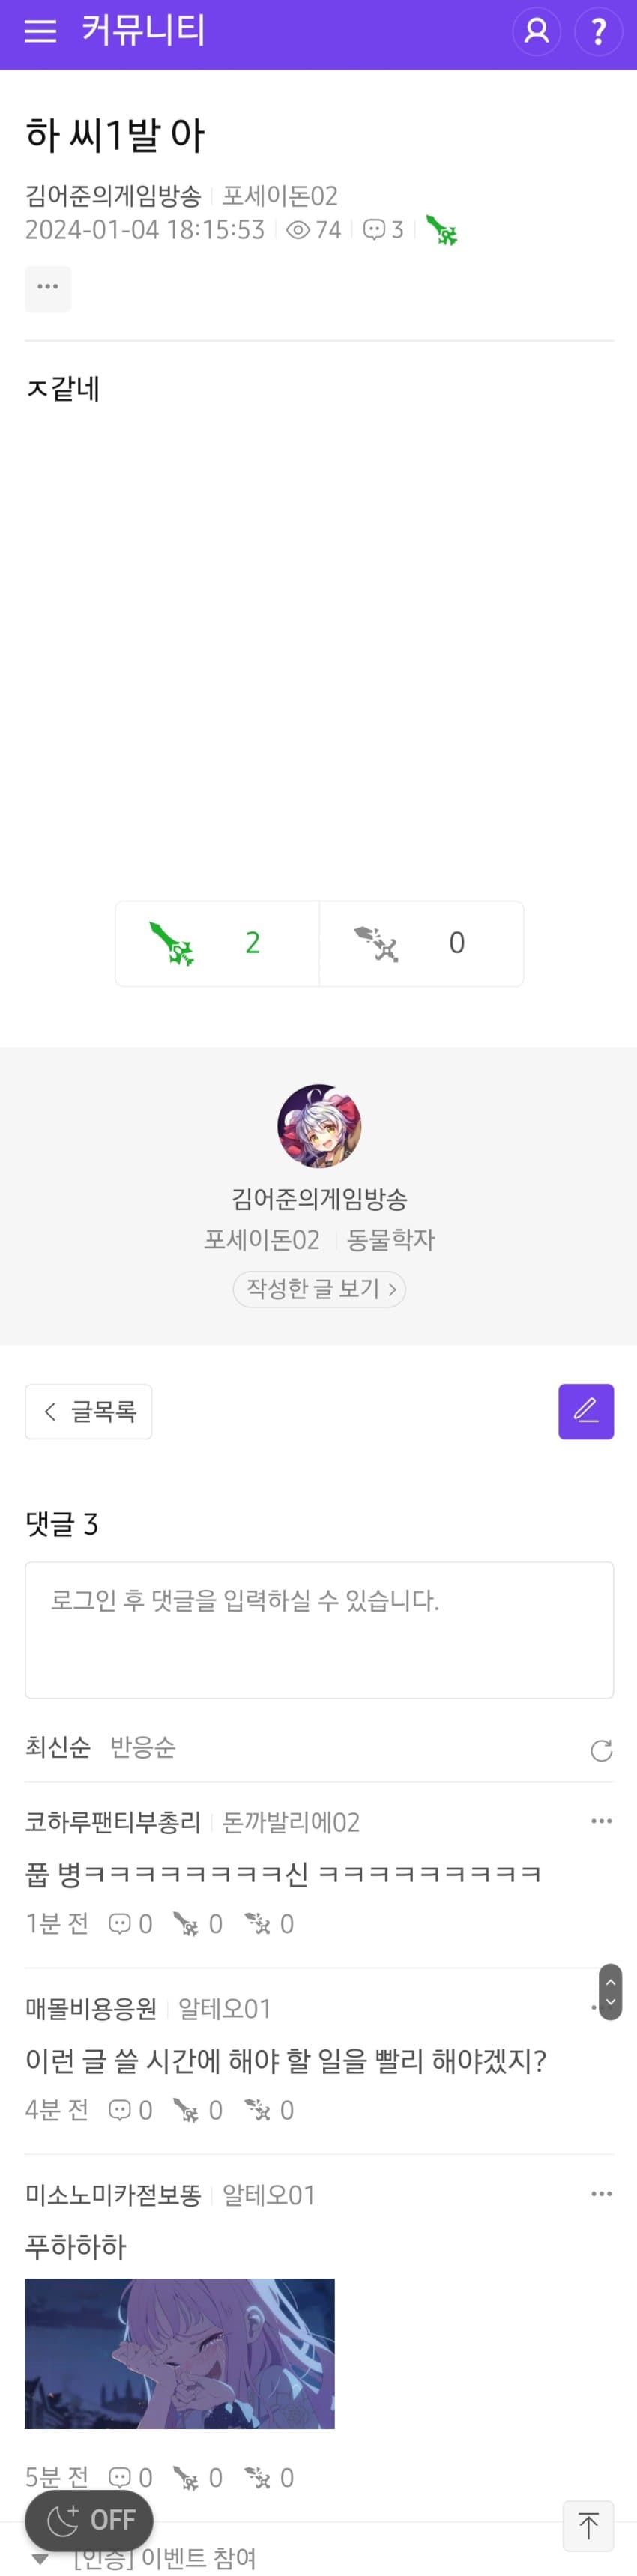 커뮤니티
?
하 씨1발 아
김어준의게임방송 포세이돈02
2024-01-04 18:15:53 74 3
ㅈ같네
2 0
김어준의게임방송
포세이돈02 동물학자
작성한 글 보기 >
< 글목록
댓글 3
로그인 후 댓글을 입력하실 수 있습니다.
최신순 반응순
코하루팬티부총리 돈까발리에02
풉 병ㅋㅋㅋㅋㅋㅋㅋㅋ신 ㅋㅋㅋㅋㅋㅋㅋㅋㅋ
1분 전 0 0 0
매몰비용응원 알테오01
이런 글 쓸 시간에 해야 할 일을 빨리 해야겠지?
4분 전 0 0 0
미소노미카젇보똥 알테오01
푸하하하
5분 전 0 0 0
OFF
[인증] 이벤트 참여